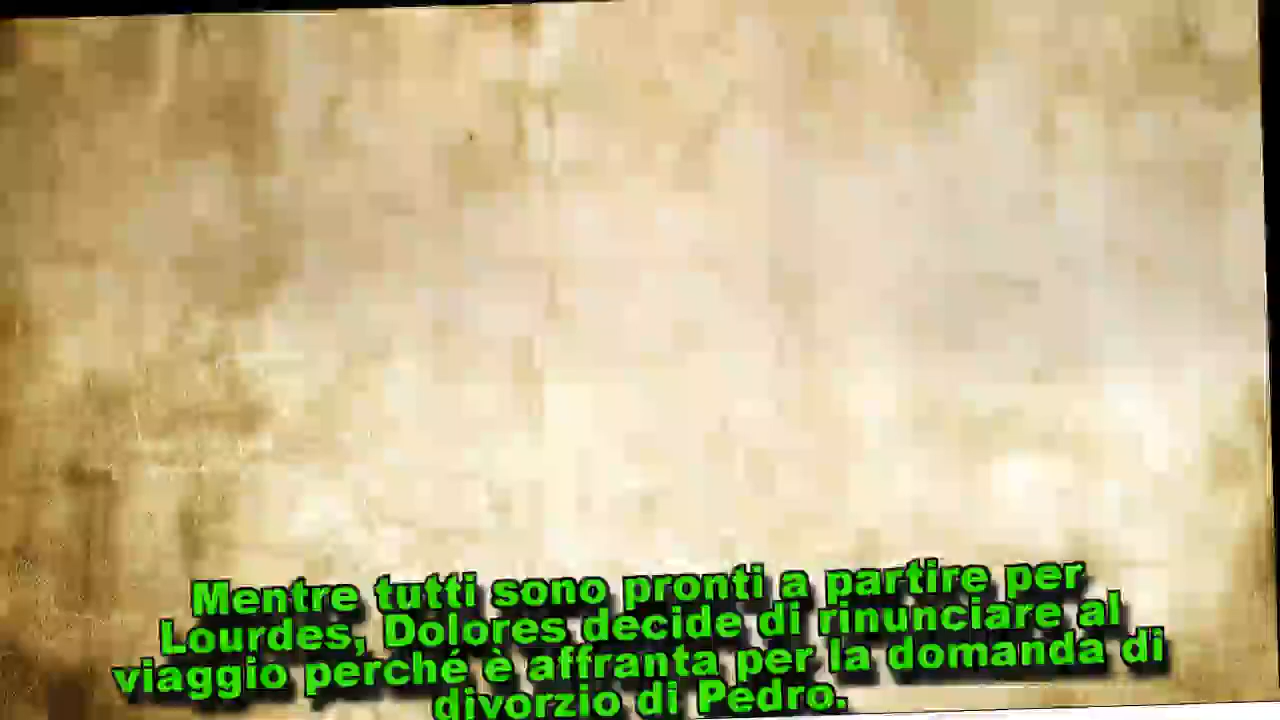 Mentre tutti sono pronti a partire per
Lourdes, Dolores decide di rinunciare al
viaggio perché è affranta per la domanda di
divorzio di Pedro.